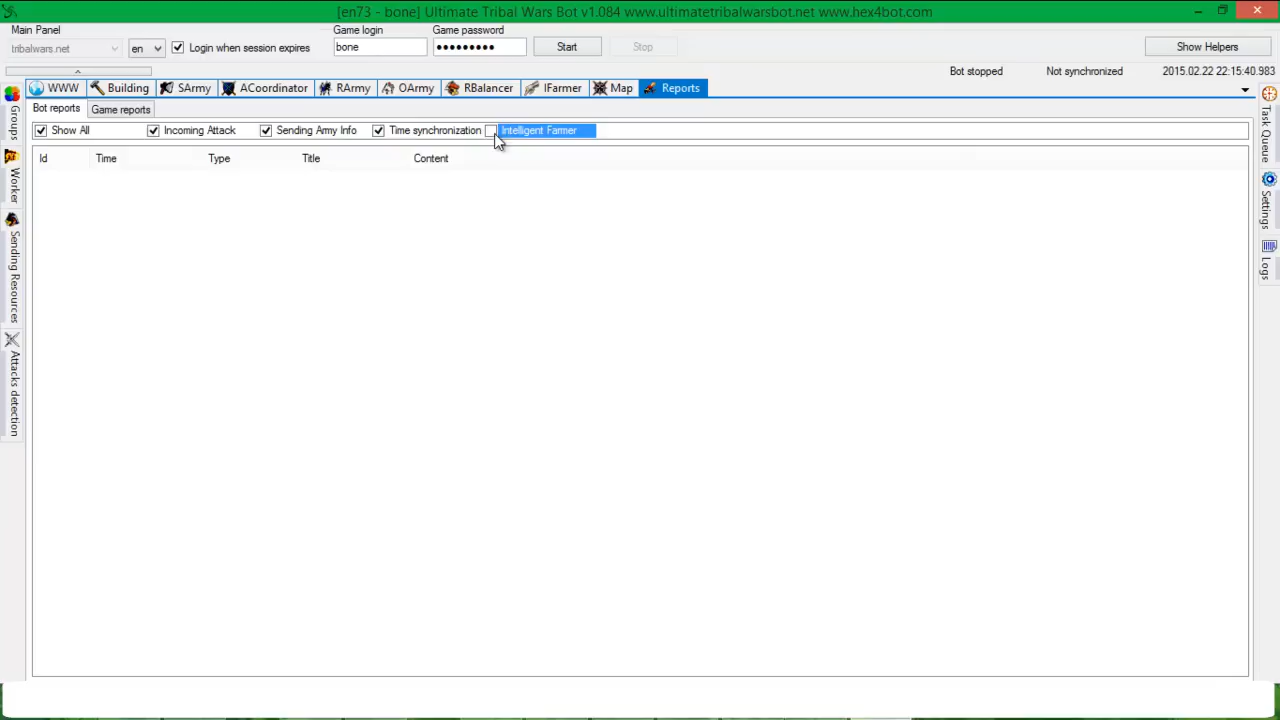 [en73 - bone] Ultimate Tribal Wars Bot v1.084 www.ultimatetribalwarsbot.net www.hex4bot.com
Main Panel
Game login
Game password
tribalwars.net
en
Login when session expires
bone
●●●●●●●●●
Start
Stop
Show Helpers
Bot stopped
Not synchronized
2015.02.22 22:15:40.983
WWW
Building
SArmy
ACoordinator
RArmy
OArmy
RBalancer
IFarmer
Map
Reports
Bot reports
Game reports
Show All
Incoming Attack
Sending Army Info
Time synchronization
Intelligent Farmer
Id
Time
Type
Title
Content
Groups
Worker
Sending Resources
Attacks detection
Task Queue
Settings
Logs